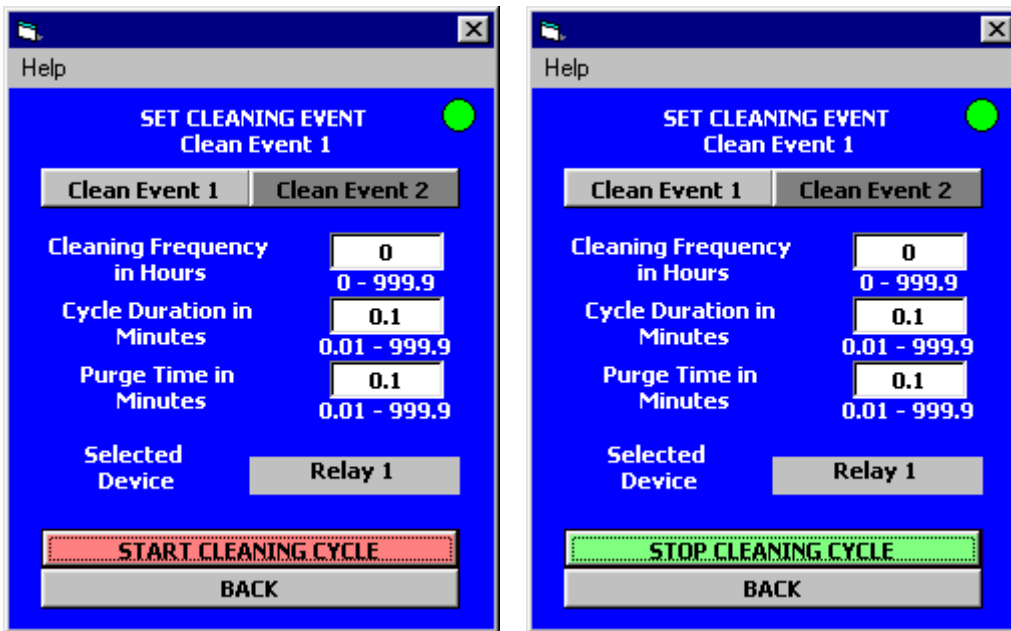 Help
SET CLEANING EVENT
Clean Event 1
Clean Event 1 Clean Event 2
Cleaning Frequency
in Hours
0
0 - 999.9
Cycle Duration in
Minutes
0.1
0.01 - 999.9
Purge Time in
Minutes
0.1
0.01 - 999.9
Selected
Device
Relay 1
START CLEANING CYCLE
BACK
Help
SET CLEANING EVENT
Clean Event 1
Clean Event 1 Clean Event 2
Cleaning Frequency
in Hours
0
0 - 999.9
Cycle Duration in
Minutes
0.1
0.01 - 999.9
Purge Time in
Minutes
0.1
0.01 - 999.9
Selected
Device
Relay 1
STOP CLEANING CYCLE
BACK